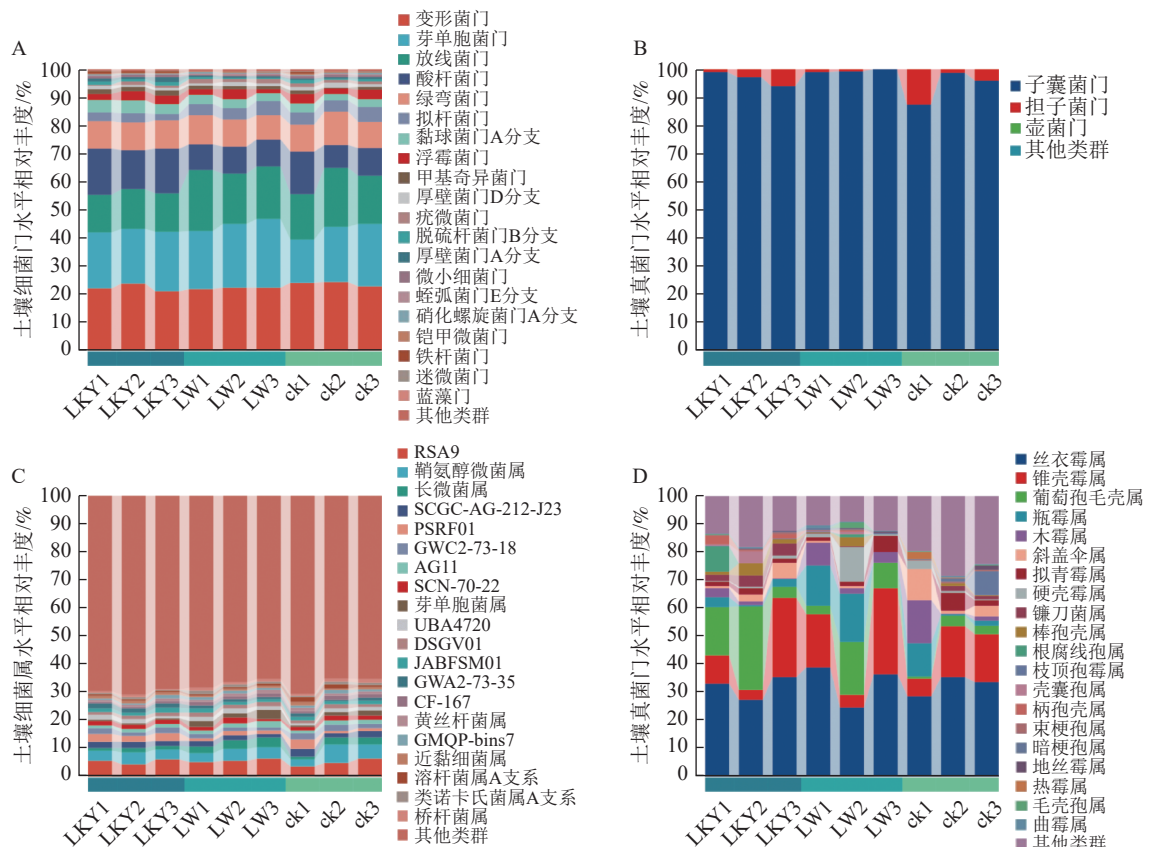 A
土壤细菌门水平相对丰度/%
100
90
80
70
60
50
40
30
20
10
0
LKY1
LKY2
LKY3
LW1
LW2
LW3
ck1
ck2
ck3
变形菌门
芽单胞菌门
放线菌门
酸杆菌门
绿弯菌门
拟杆菌门
黏球菌门A分支
浮霉菌门
甲基奇异菌门
厚壁菌门D分支
疣微菌门
脱硫杆菌门B分支
厚壁菌门A分支
微小细菌门
蛭弧菌门E分支
硝化螺旋菌门A分支
铠甲微菌门
铁杆菌门
迷微菌门
蓝藻门
其他类群
B
土壤真菌门水平相对丰度/%
100
90
80
70
60
50
40
30
20
10
0
LKY1
LKY2
LKY3
LW1
LW2
LW3
ck1
ck2
ck3
子囊菌门
担子菌门
壶菌门
其他类群
C
土壤细菌属水平相对丰度/%
100
90
80
70
60
50
40
30
20
10
0
LKY1
LKY2
LKY3
LW1
LW2
LW3
ck1
ck2
ck3
RSA9
鞘氨醇微菌属
长微菌属
SCGC-AG-212-J23
PSRF01
GWC2-73-18
AG11
SCN-70-22
芽单胞菌属
UBA4720
DSGV01
JABFSM01
GWA2-73-35
CF-167
黄丝杆菌属
GMQP-bins7
近黏细菌属
溶杆菌属A支系
类诺卡氏菌属A支系
桥杆菌属
其他类群
D
土壤真菌门水平相对丰度/%
100
90
80
70
60
50
40
30
20
10
0
LKY1
LKY2
LKY3
LW1
LW2
LW3
ck1
ck2
ck3
丝衣霉属
锥壳霉属
葡萄孢毛壳属
瓶霉属
木霉属
斜盖伞属
拟青霉属
硬壳霉属
镰刀菌属
棒孢壳属
根腐线孢属
枝顶孢霉属
壳囊孢属
柄孢壳属
束梗孢属
暗梗孢属
地丝霉属
热霉属
毛壳孢属
曲霉属
其他类群